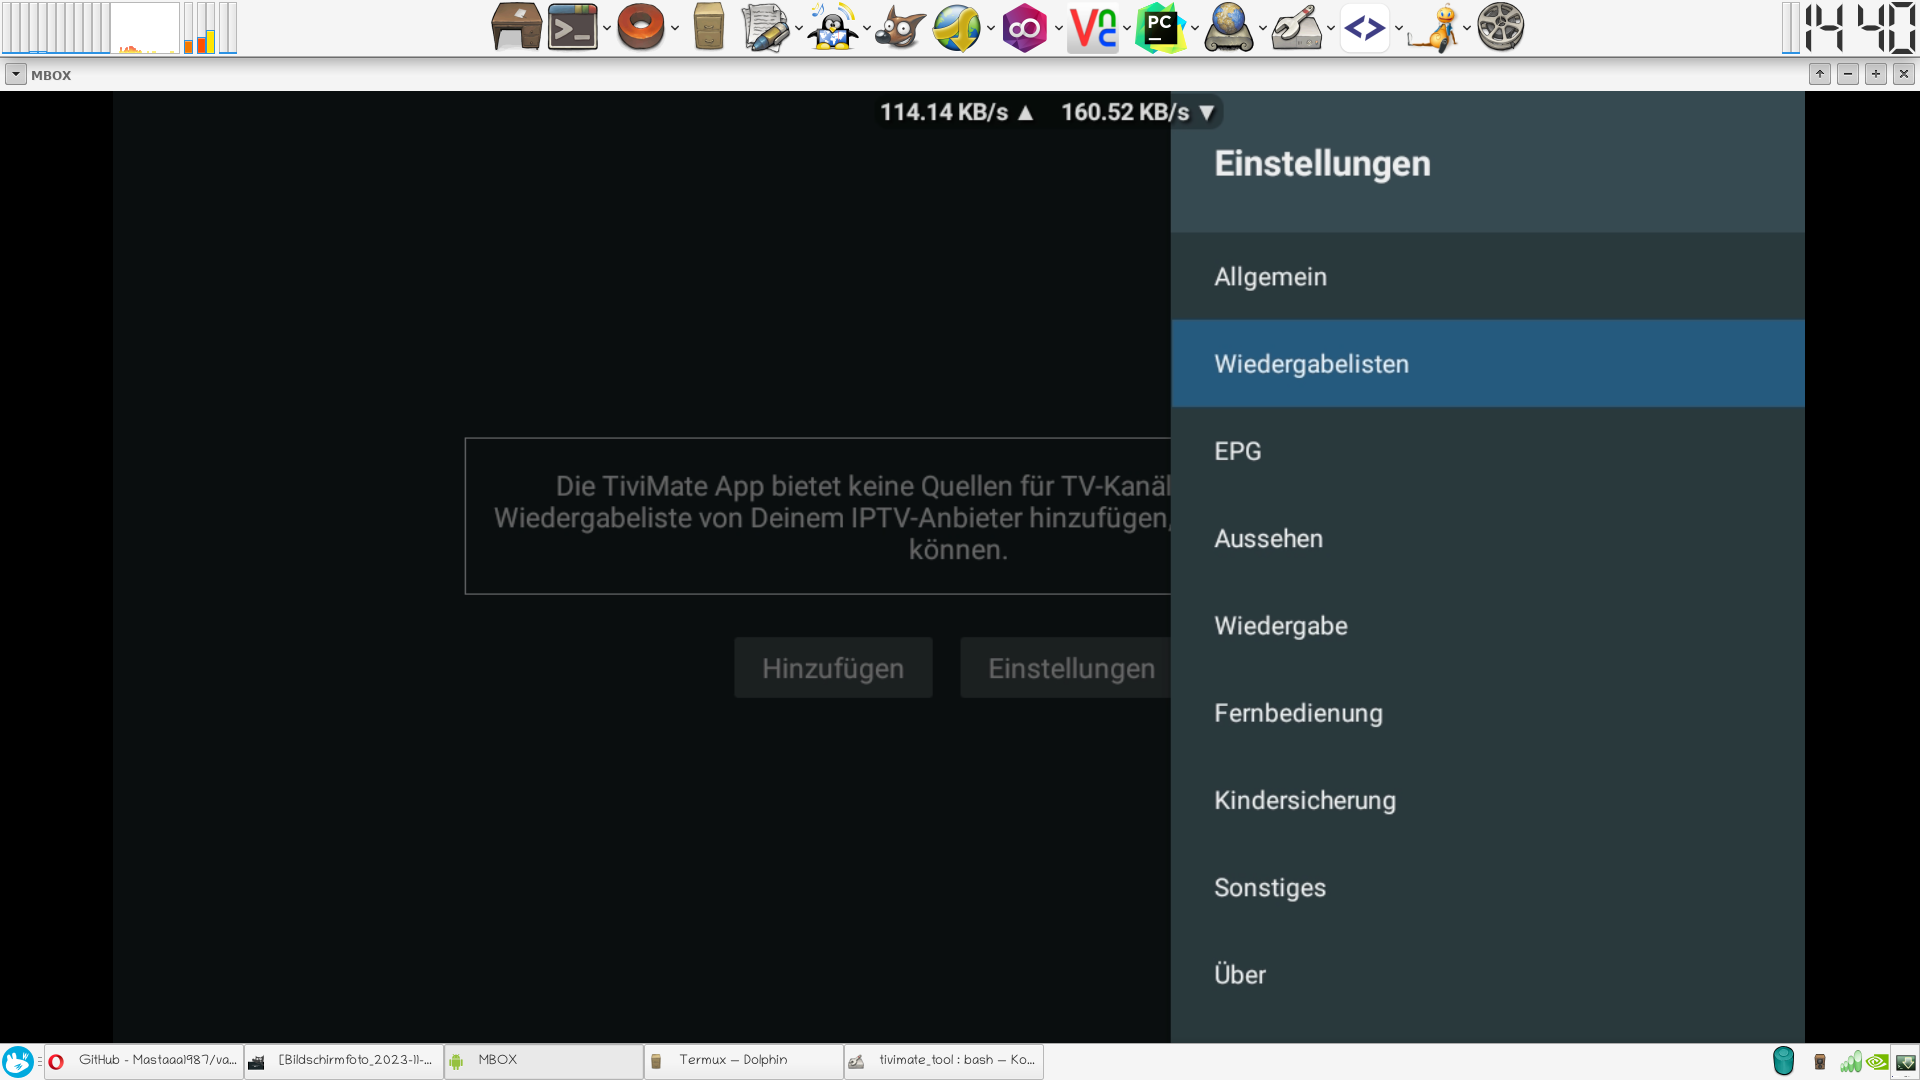 PC
VNC
14 40
MBOX
114.14 KB/s ▲ 160.52 KB/s ▼
Einstellungen
Allgemein
Wiedergabelisten
EPG
Aussehen
Wiedergabe
Fernbedienung
Kindersicherung
Sonstiges
Über
Die TiviMate App bietet keine Quellen für TV-Kanäl
Wiedergabeliste von Deinem IPTV-Anbieter hinzufügen,
können.
Hinzufügen
Einstellungen
GitHub - Mastaaa1987/va...
[Bildschirmfoto_2023-11-...
MBOX
Termux — Dolphin
tivimate_tool : bash — Ko...